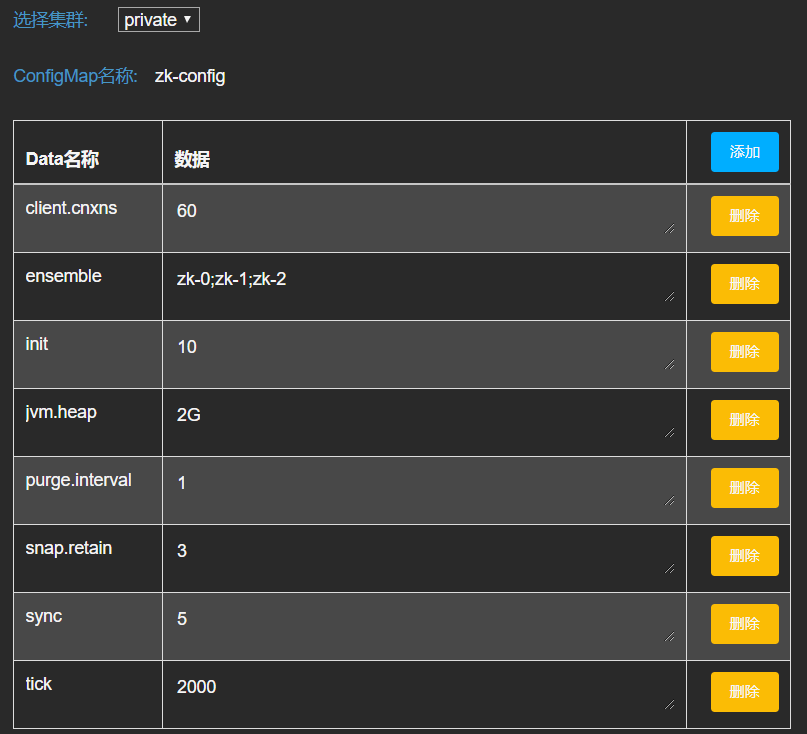 选择集群: private
ConfigMap名称: zk-config
Data名称 数据 添加
client.cnxns 60 删除
ensemble zk-0;zk-1;zk-2 删除
init 10 删除
jvm.heap 2G 删除
purge.interval 1 删除
snap.retain 3 删除
sync 5 删除
tick 2000 删除